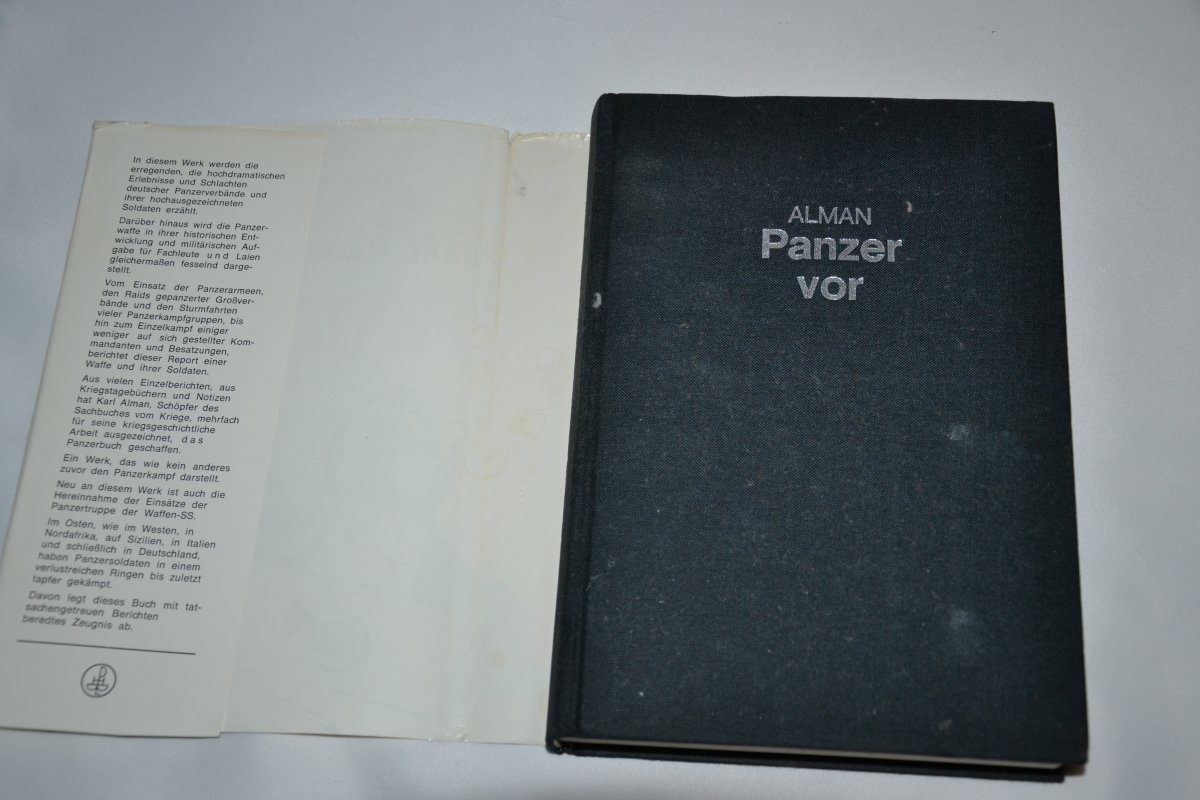 In diesem Werk werden die
erregenden, die hochdramatischen
Erlebnisse und Schlachten
deutscher Panzerverbände und
ihrer hochausgezeichneten
Soldaten erzählt.
Darüber hinaus wird die Panzer-
waffe in ihrer historischen Ent-
wicklung und militärischen Auf-
gabe für Fachleute u n d Laien
gleichermaßen fesselnd darge-
stellt.
Vom Einsatz der Panzerarmeen,
den Raids gepanzerter Großver-
bände und den Sturmfahrten
vieler Panzerkampfgruppen, bis
hin zum Einzelkampf einiger
weniger auf sich gestellter Kom-
mandanten und Besatzungen,
berichtet dieser Report einer
Waffe und ihrer Soldaten.
Aus vielen Einzelberichten, aus
Kriegstagebüchern und Notizen
hat Karl Alman, Schöpfer des
Sachbuches vom Kriege, mehrfach
für seine kriegsgeschichtliche
Arbeit ausgezeichnet, d a s
Panzerbuch geschaffen.
Ein Werk, das wie kein anderes
zuvor den Panzerkampf darstellt.
Neu an diesem Werk ist auch die
Hereinnahme der Einsätze der
Panzertruppe der Waffen-SS.
Im Osten, wie im Westen, in
Nordafrika, auf Sizilien, in Italien
und schließlich in Deutschland,
haben Panzersoldaten in einem
verlustreichen Ringen bis zuletzt
tapfer gekämpt.
Davon legt dieses Buch mit tat-
sachengetreuen Berichten
beredtes Zeugnis ab.
ALMAN
Panzer
vor